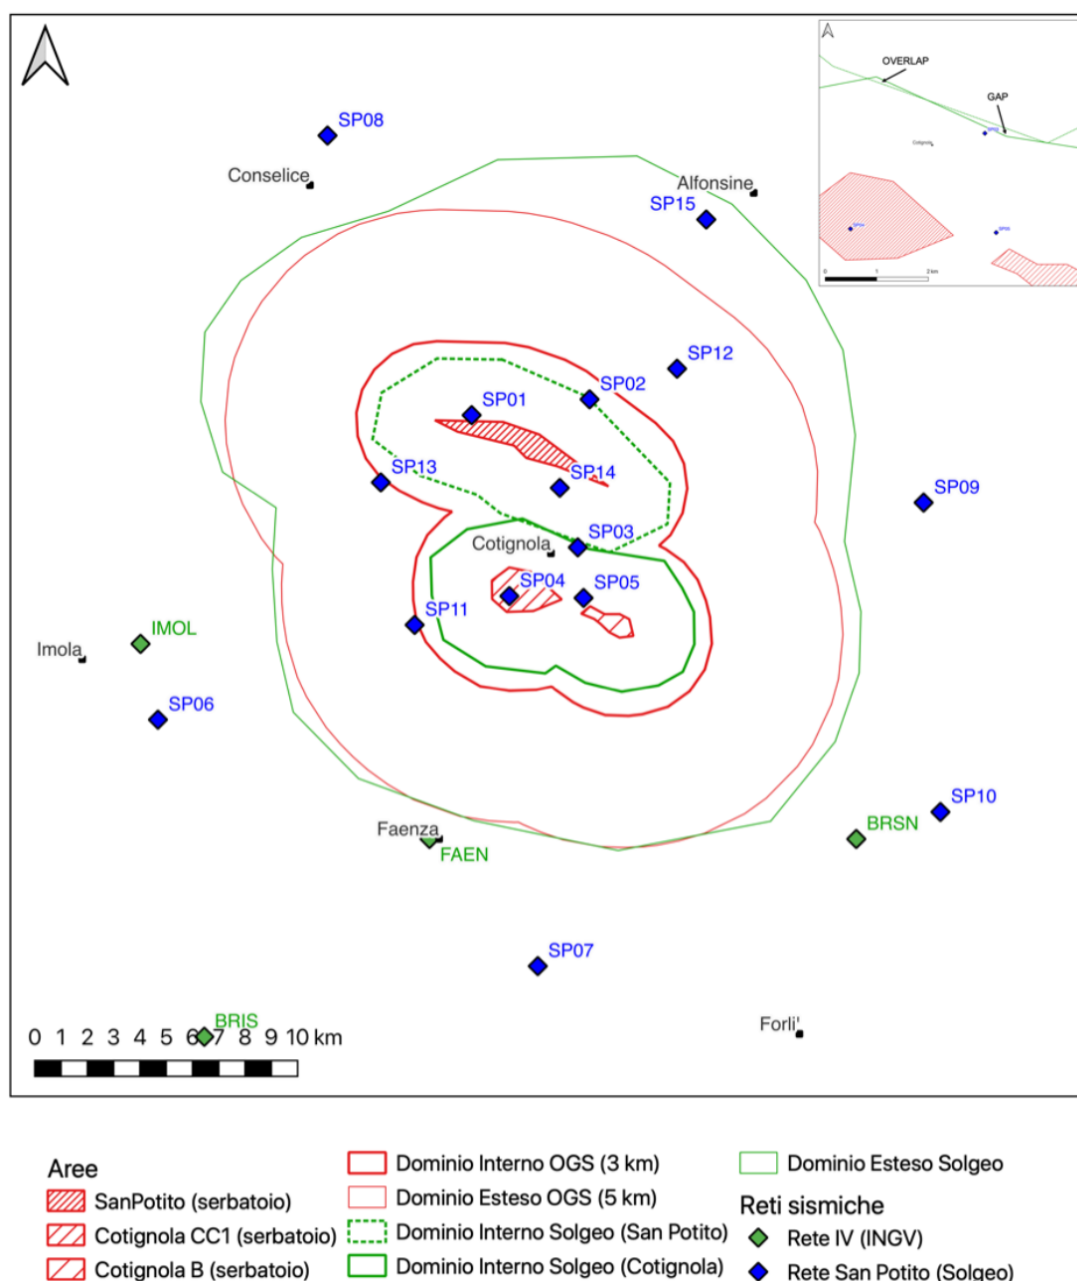 SP08
Conselice
Alfonsine
SP15
OVERLAP
GAP
Cotignola
0 1 2 km
SP12
SP02
SP01
SP13
SP14
SP09
SP03
Cotignola
SP04
SP05
SP11
IMOL
Imola
SP06
SP10
BRSN
Faenza
FAEN
SP07
BRIS
Forli'
0 1 2 3 4 5 6 7 8 9 10 km
Aree
SanPotito (serbatoio)
Cotignola CC1 (serbatoio)
Cotignola B (serbatoio)
Dominio Interno OGS (3 km)
Dominio Esteso OGS (5 km)
Dominio Interno Solgeo (San Potito)
Dominio Interno Solgeo (Cotignola)
Dominio Esteso Solgeo
Reti sismiche
Rete IV (INGV)
Rete San Potito (Solgeo)